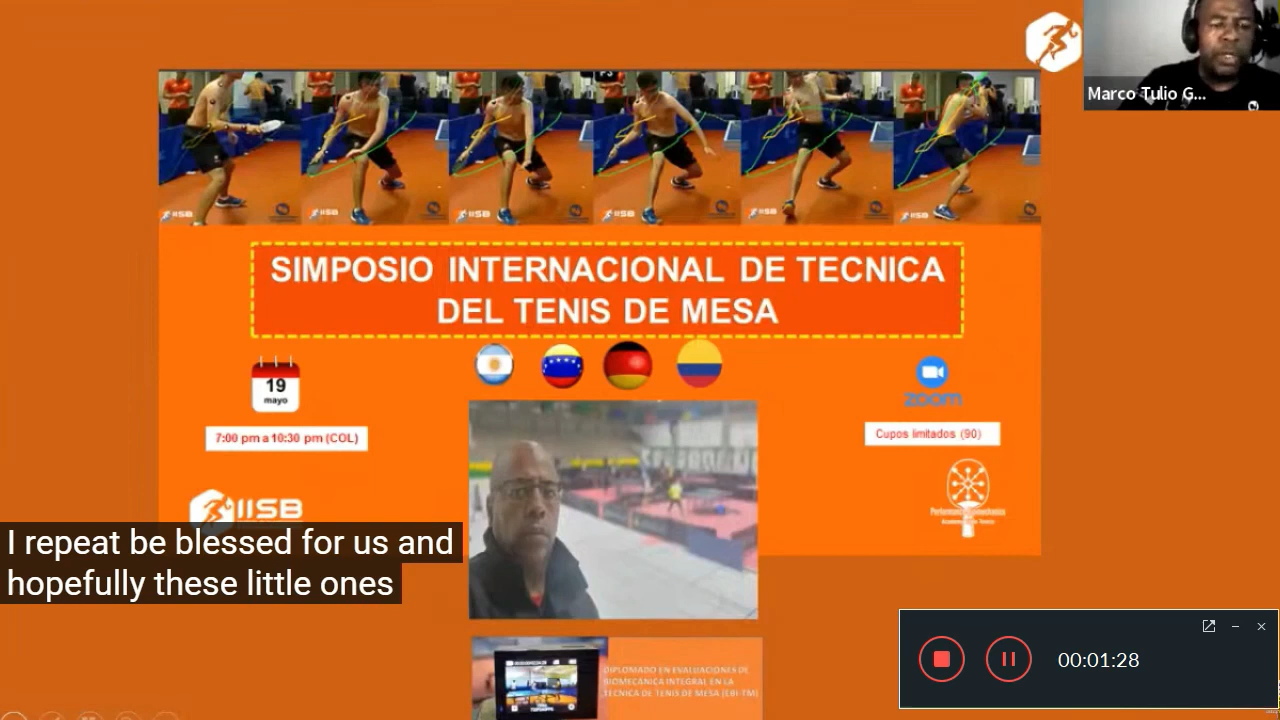 Marco Tulio G...
SIMPOSIO INTERNACIONAL DE TECNICA
DEL TENIS DE MESA
19
mayo
zoom
7:00 pm a 10:30 pm (COL)
Cupos limitados (90)
IISB
I repeat be blessed for us and
hopefully these little ones
00:01:28
DIPLOMADO EN EVALUACIONES DE
BIOMECANICA INTEGRAL EN LA
TECNICA DE TENIS DE MESA (EBI-TM)